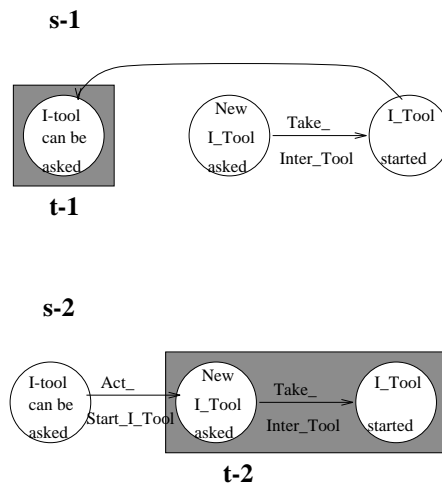 s-1
I-tool
can be
asked
New
I_Tool
asked
Take_
Inter_Tool
I_Tool
started
t-1
s-2
I-tool
can be
asked
Act_
Start_I_Tool
New
I_Tool
asked
Take_
Inter_Tool
I_Tool
started
t-2